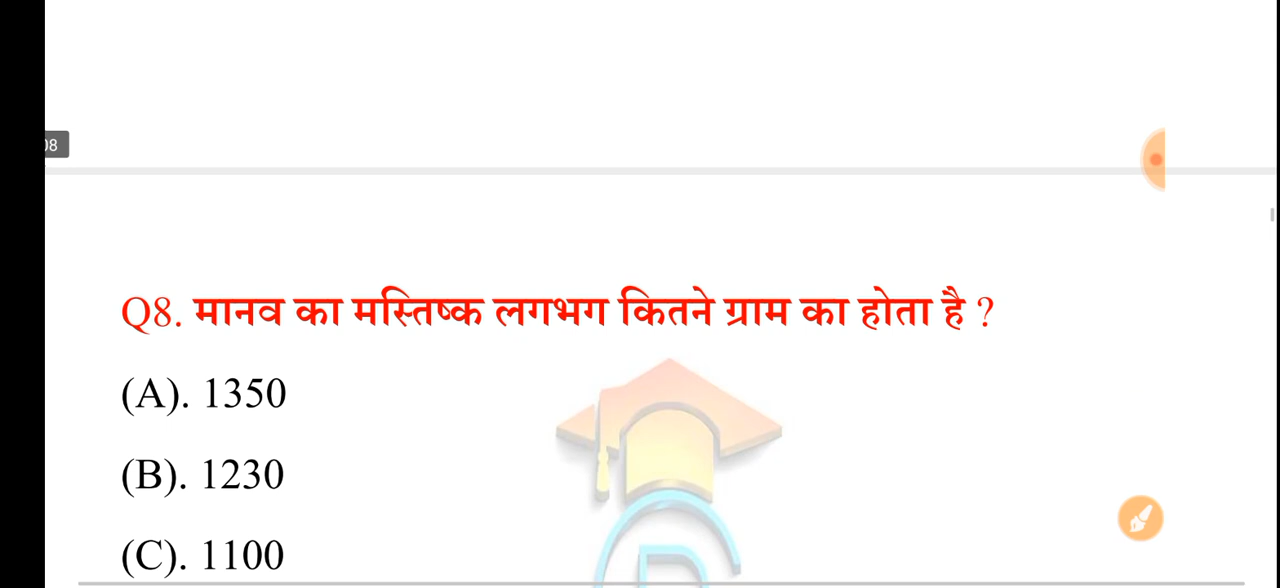 08
Q8. मानव का मस्तिष्क लगभग कितने ग्राम का होता है ?
(A). 1350
(B). 1230
(C). 1100